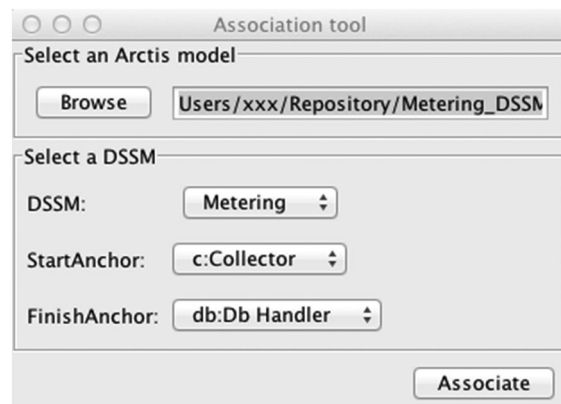 Association tool
Select an Arctis model
Browse Users/xxx/Repository/Metering_DSSM
Select a DSSM
DSSM: Metering
StartAnchor: c:Collector
FinishAnchor: db:Db Handler
Associate